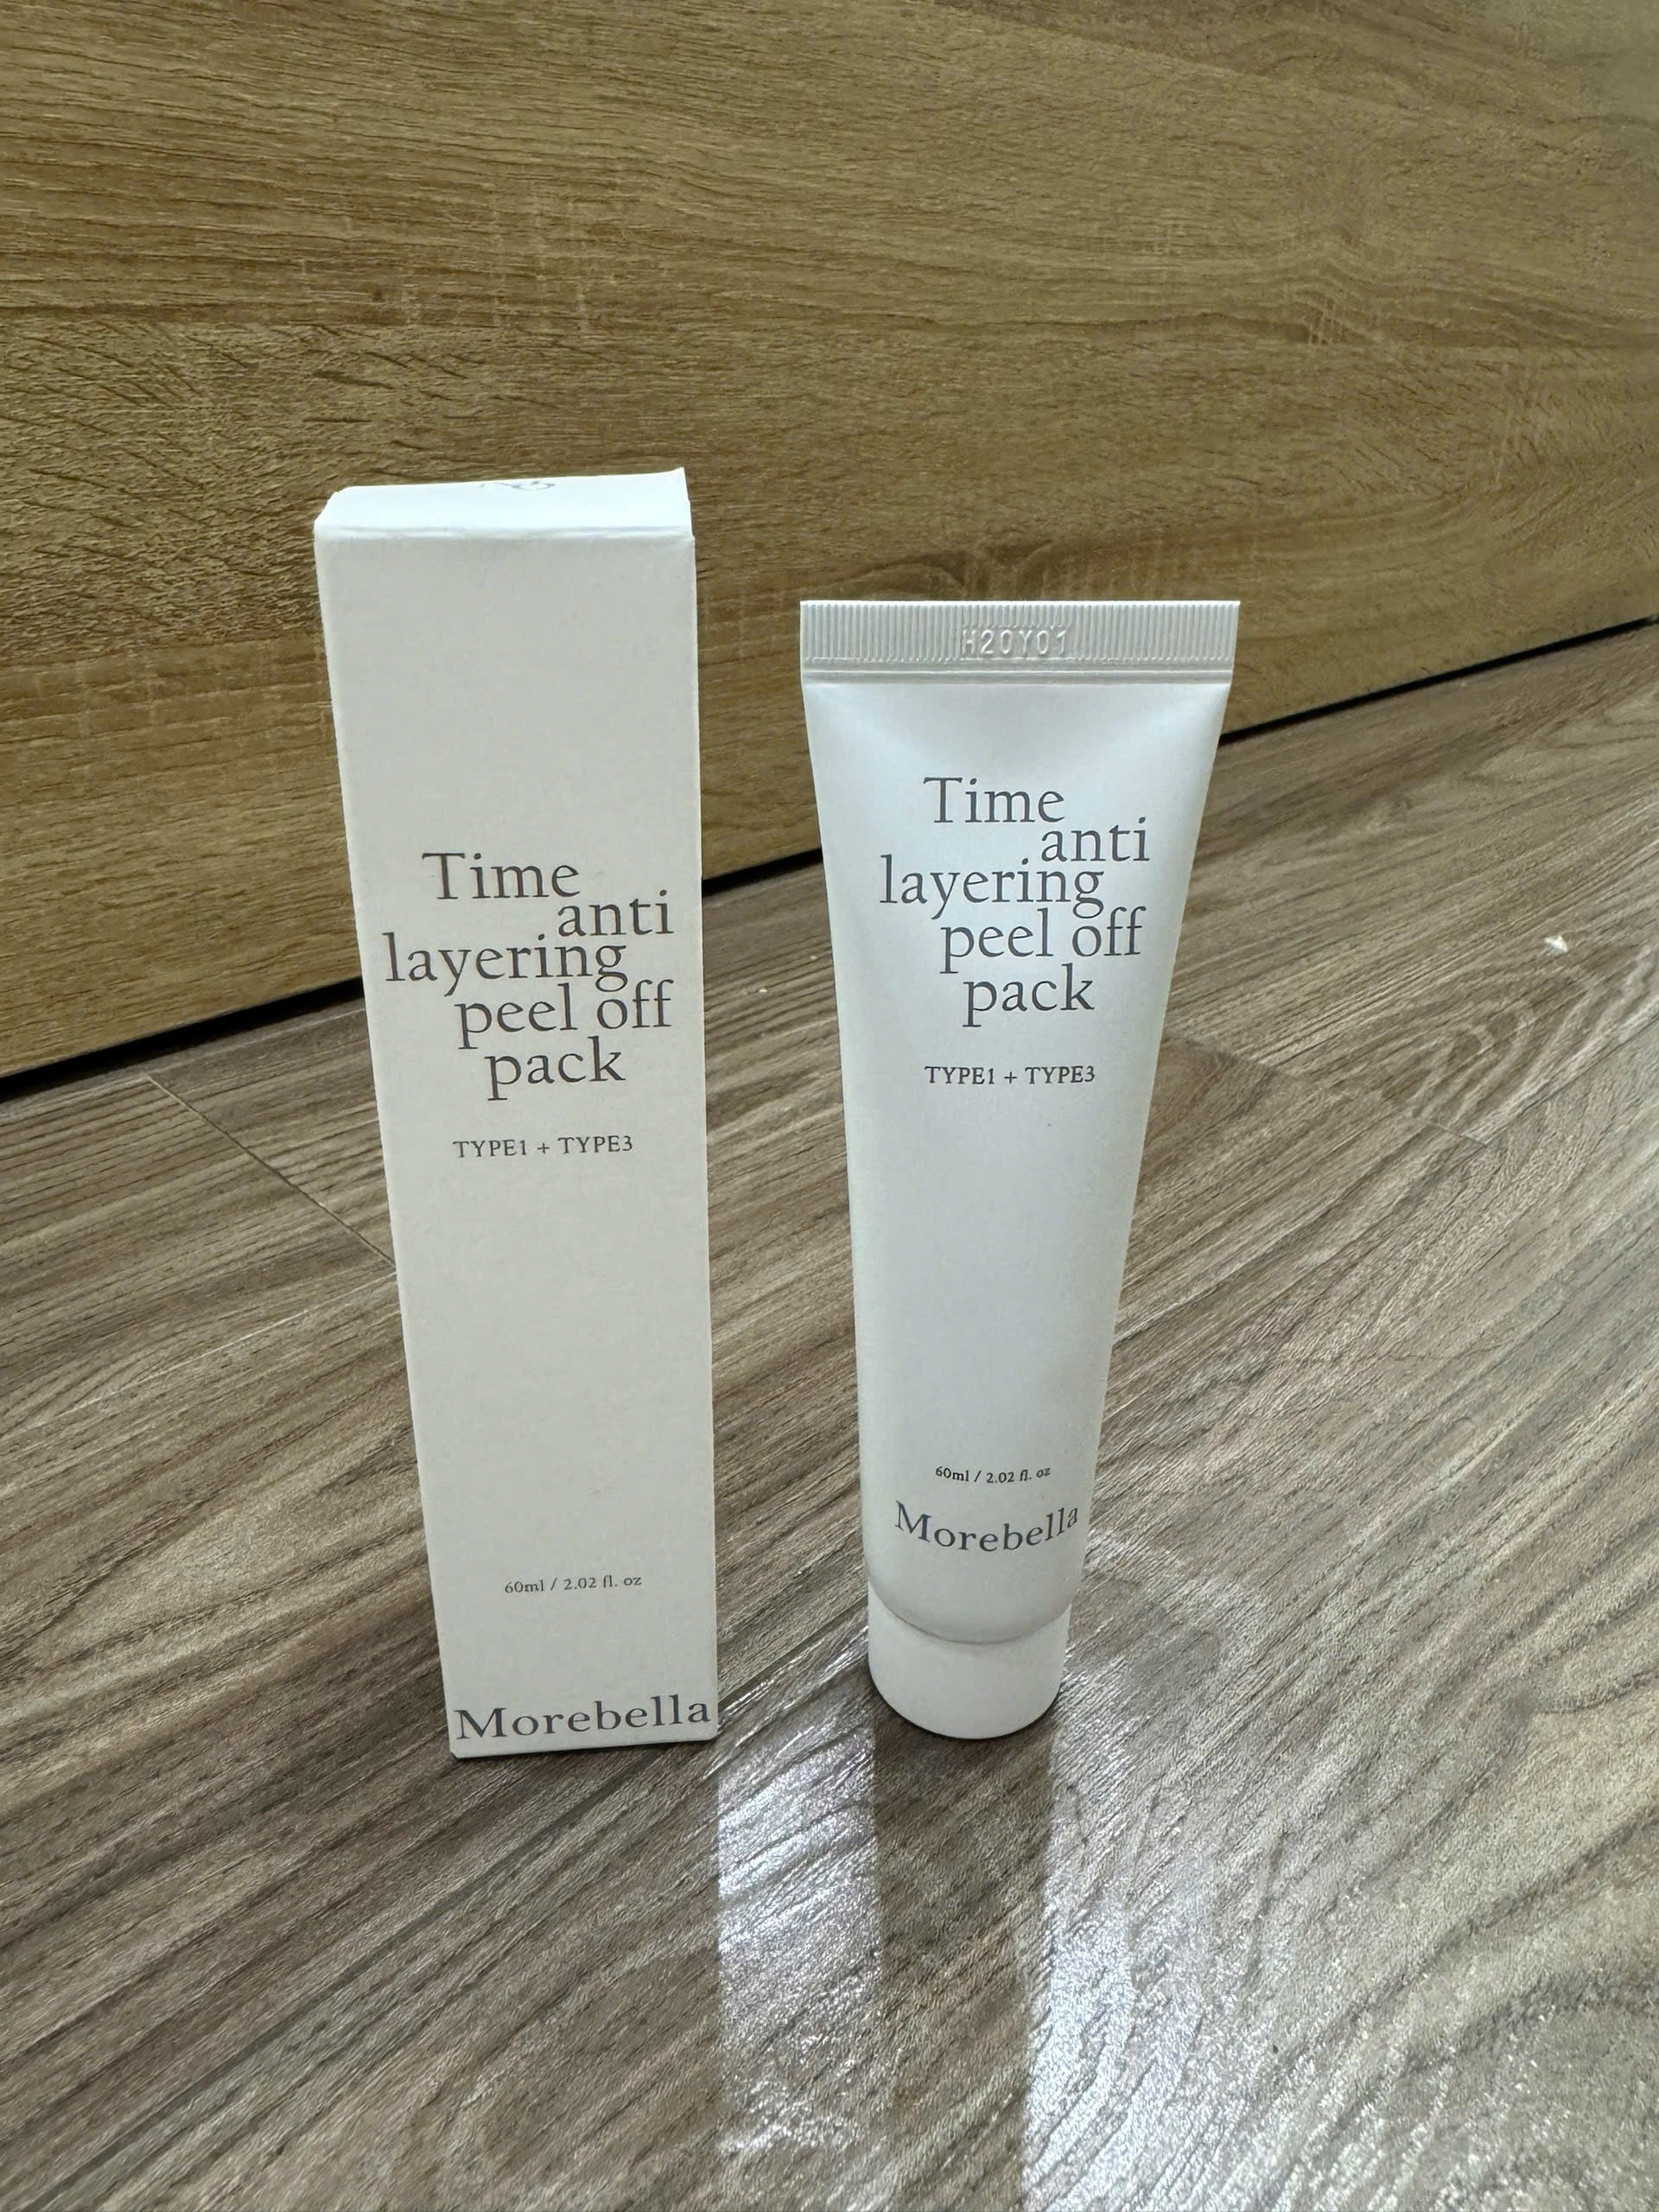 Time
anti
layering
peel off
pack
TYPE1 + TYPE3
60ml / 2.02 fl. oz
Morebella
H20Y01
Time
anti
layering
peel off
pack
TYPE1 + TYPE3
60ml / 2.02 fl. oz
Morebella